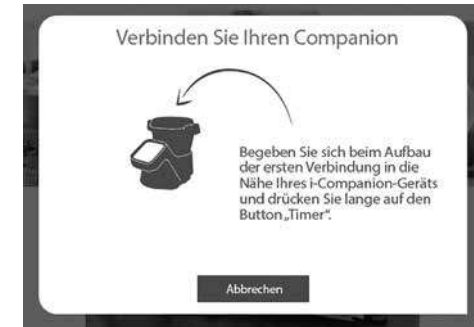 Verbinden Sie Ihren Companion
Begeben Sie sich beim Aufbau
der ersten Verbindung in die
Nähe Ihres i-Companion-Geräts
und drücken Sie lange auf den
Button „Timer“.
Abbrechen